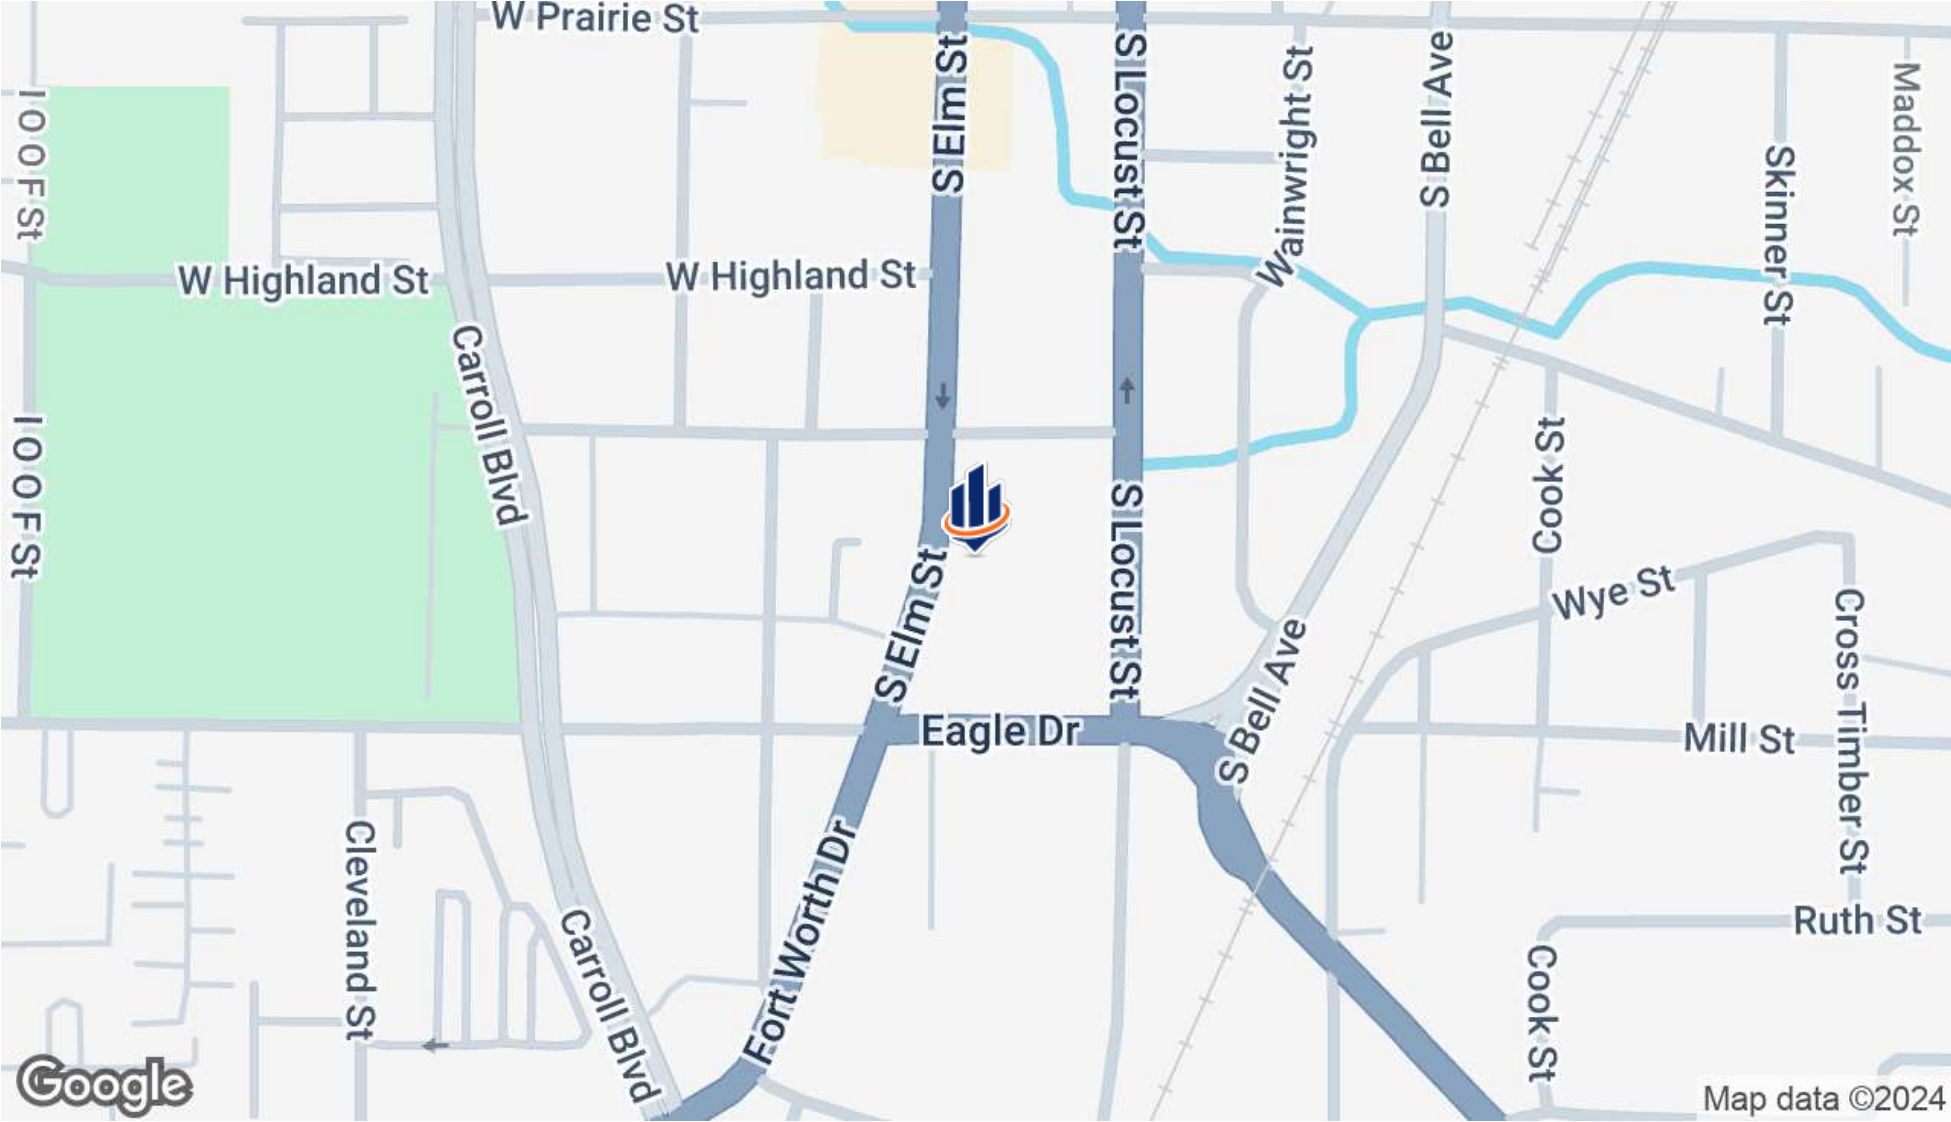 W Prairie St
S Elm St
S Locust St
Wainwright St
S Bell Ave
Maddox St
I O O F St
Skinner St
W Highland St
W Highland St
Carroll Blvd
I O O F St
Cook St
S Locust St
S Elm St
Wye St
Cross Timber St
S Bell Ave
Eagle Dr
Mill St
Cleveland St
Fort Worth Dr
Carroll Blvd
Ruth St
Cook St
Google
Map data ©2024